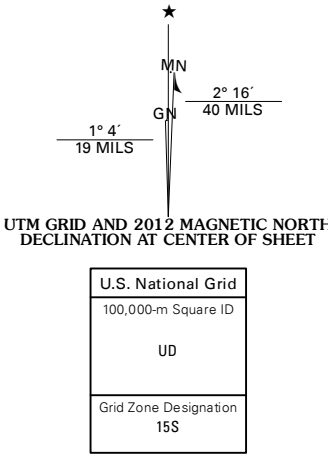 ★
MN
GN
2° 16´
40 MILS
1° 4´
19 MILS
UTM GRID AND 2012 MAGNETIC NORTH
DECLINATION AT CENTER OF SHEET
U.S. National Grid
100,000-m Square ID
UD
Grid Zone Designation
15S